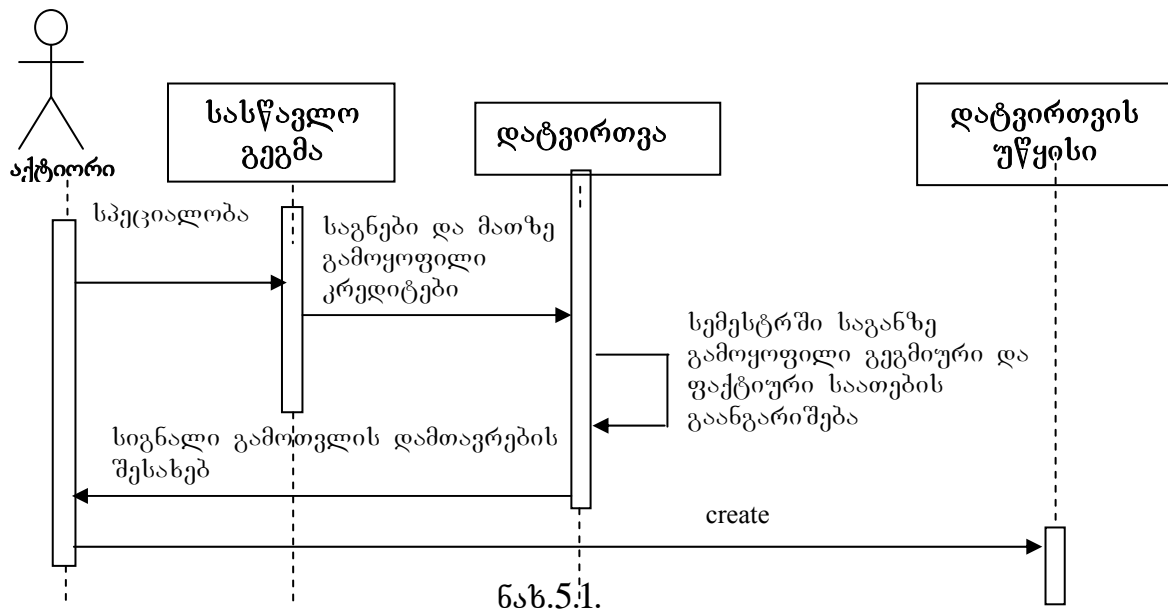 სასწავლო
გეგმა
დატვირთვა
დატვირთვის
უწყისი
აქტიორი
სპეციალობა
საგნები და მათზე
გამოყოფილი
კრედიტები
სემესტრში საგანზე
გამოყოფილი გეგმიური და
ფაქტიური საათების
გაანგარიშება
სიგნალი გამოთვლის დამთავრების
შესახებ
create
ნახ.5.1.